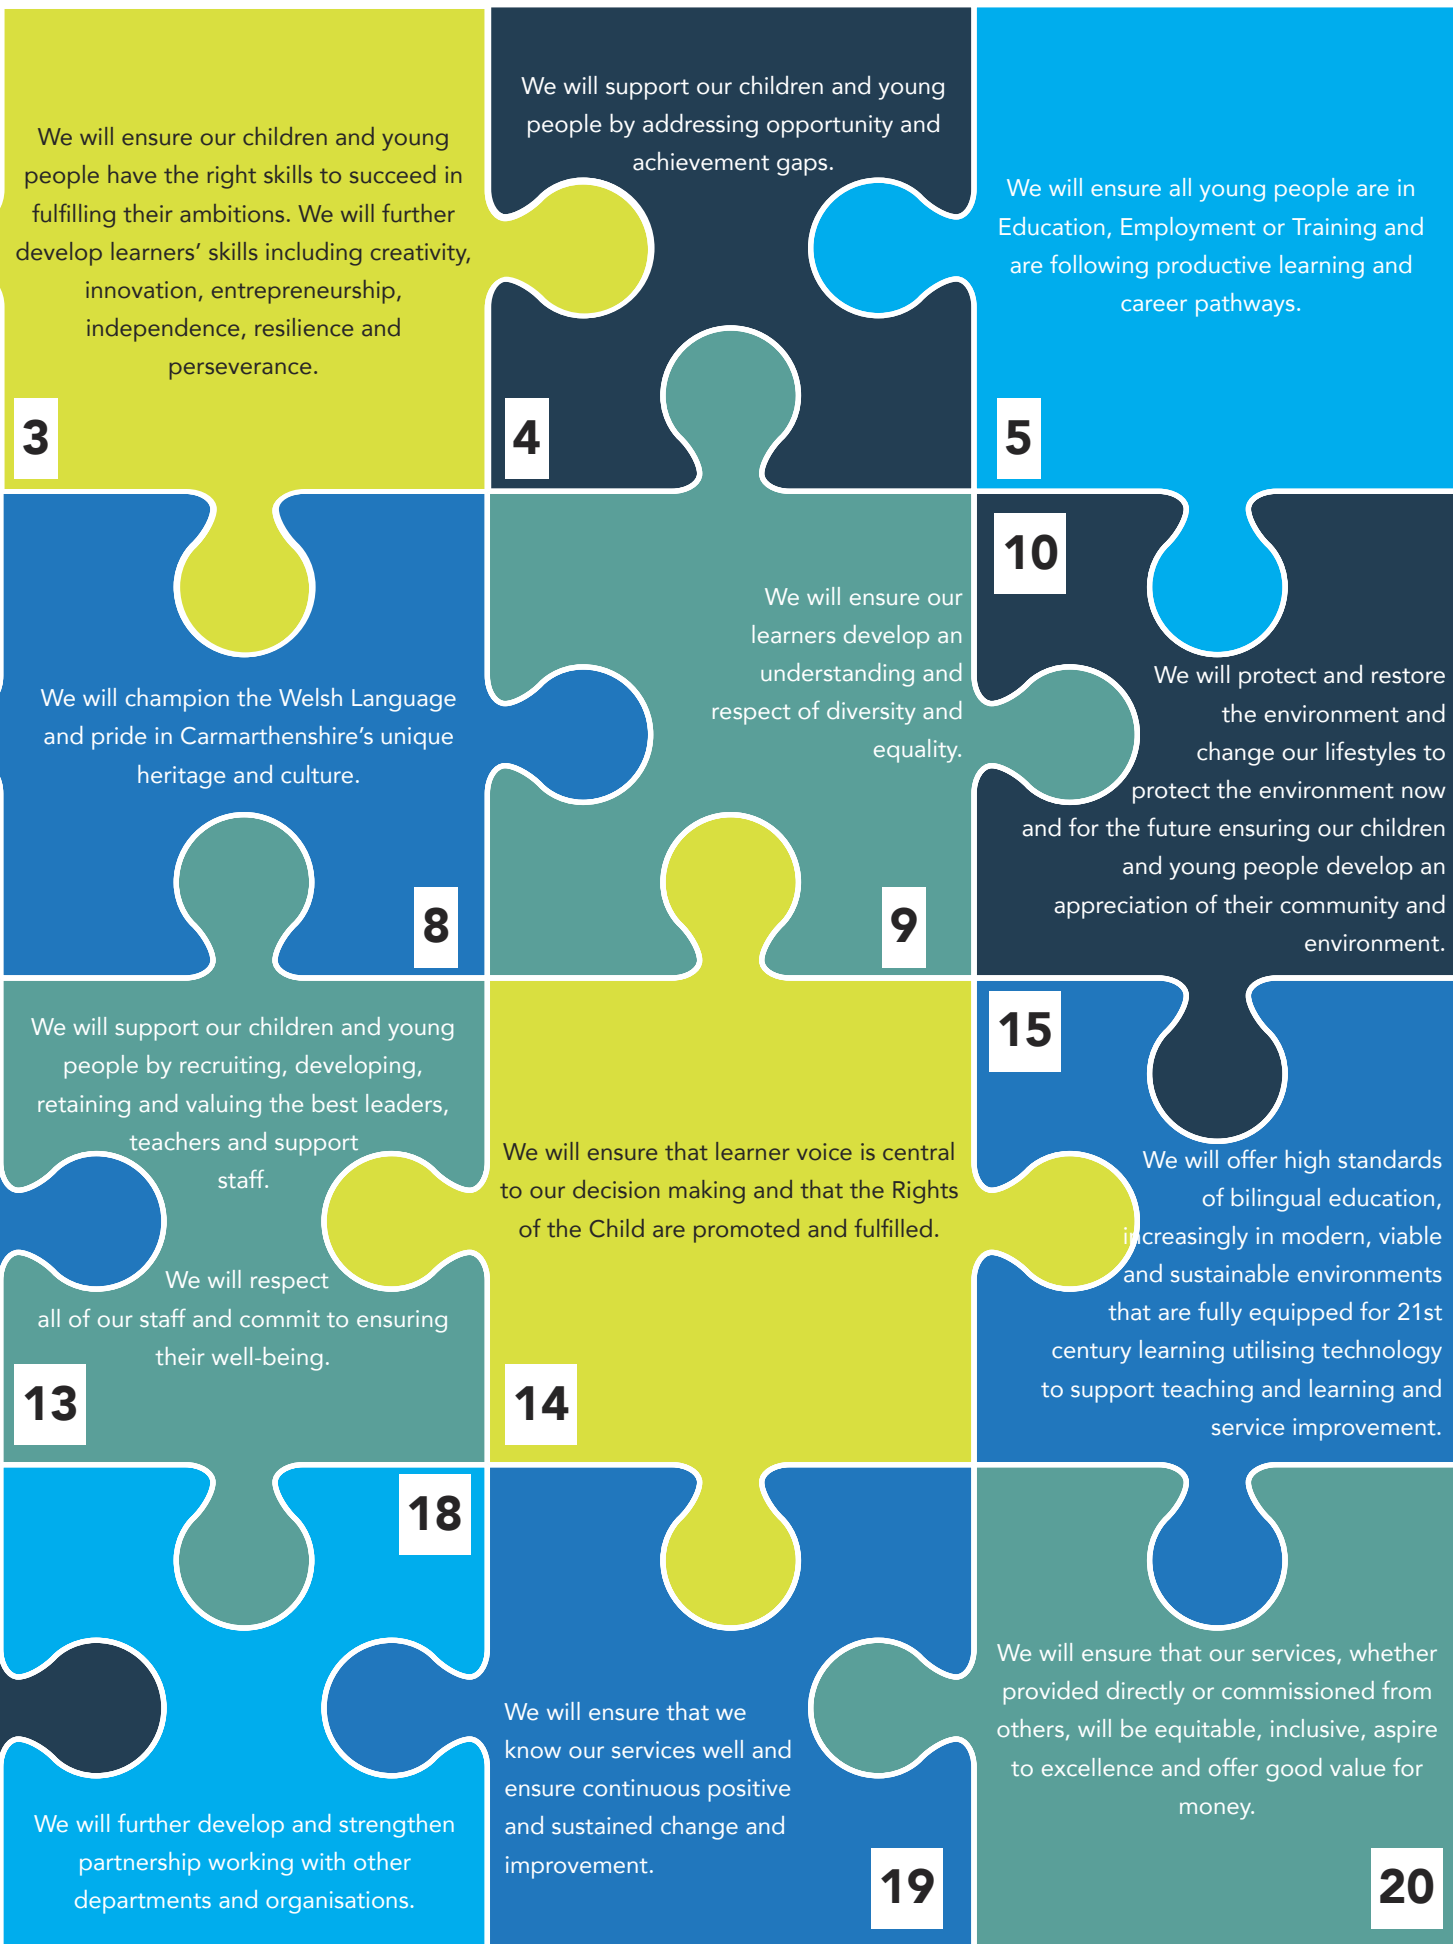 We will ensure our children and young
people have the right skills to succeed in
fulfilling their ambitions. We will further
develop learners’ skills including creativity,
innovation, entrepreneurship,
independence, resilience and
perseverance.
3
We will support our children and young
people by addressing opportunity and
achievement gaps.
4
We will ensure all young people are in
Education, Employment or Training and
are following productive learning and
career pathways.
5
We will champion the Welsh Language
and pride in Carmarthenshire’s unique
heritage and culture.
8
We will ensure our
learners develop an
understanding and
respect of diversity and
equality.
9
10
We will protect and restore
the environment and
change our lifestyles to
protect the environment now
and for the future ensuring our children
and young people develop an
appreciation of their community and
environment.
We will support our children and young
people by recruiting, developing,
retaining and valuing the best leaders,
teachers and support
staff.
We will respect
all of our staff and commit to ensuring
their well-being.
13
We will ensure that learner voice is central
to our decision making and that the Rights
of the Child are promoted and fulfilled.
14
15
We will offer high standards
of bilingual education,
increasingly in modern, viable
and sustainable environments
that are fully equipped for 21st
century learning utilising technology
to support teaching and learning and
service improvement.
18
We will further develop and strengthen
partnership working with other
departments and organisations.
We will ensure that we
know our services well and
ensure continuous positive
and sustained change and
improvement.
19
We will ensure that our services, whether
provided directly or commissioned from
others, will be equitable, inclusive, aspire
to excellence and offer good value for
money.
20